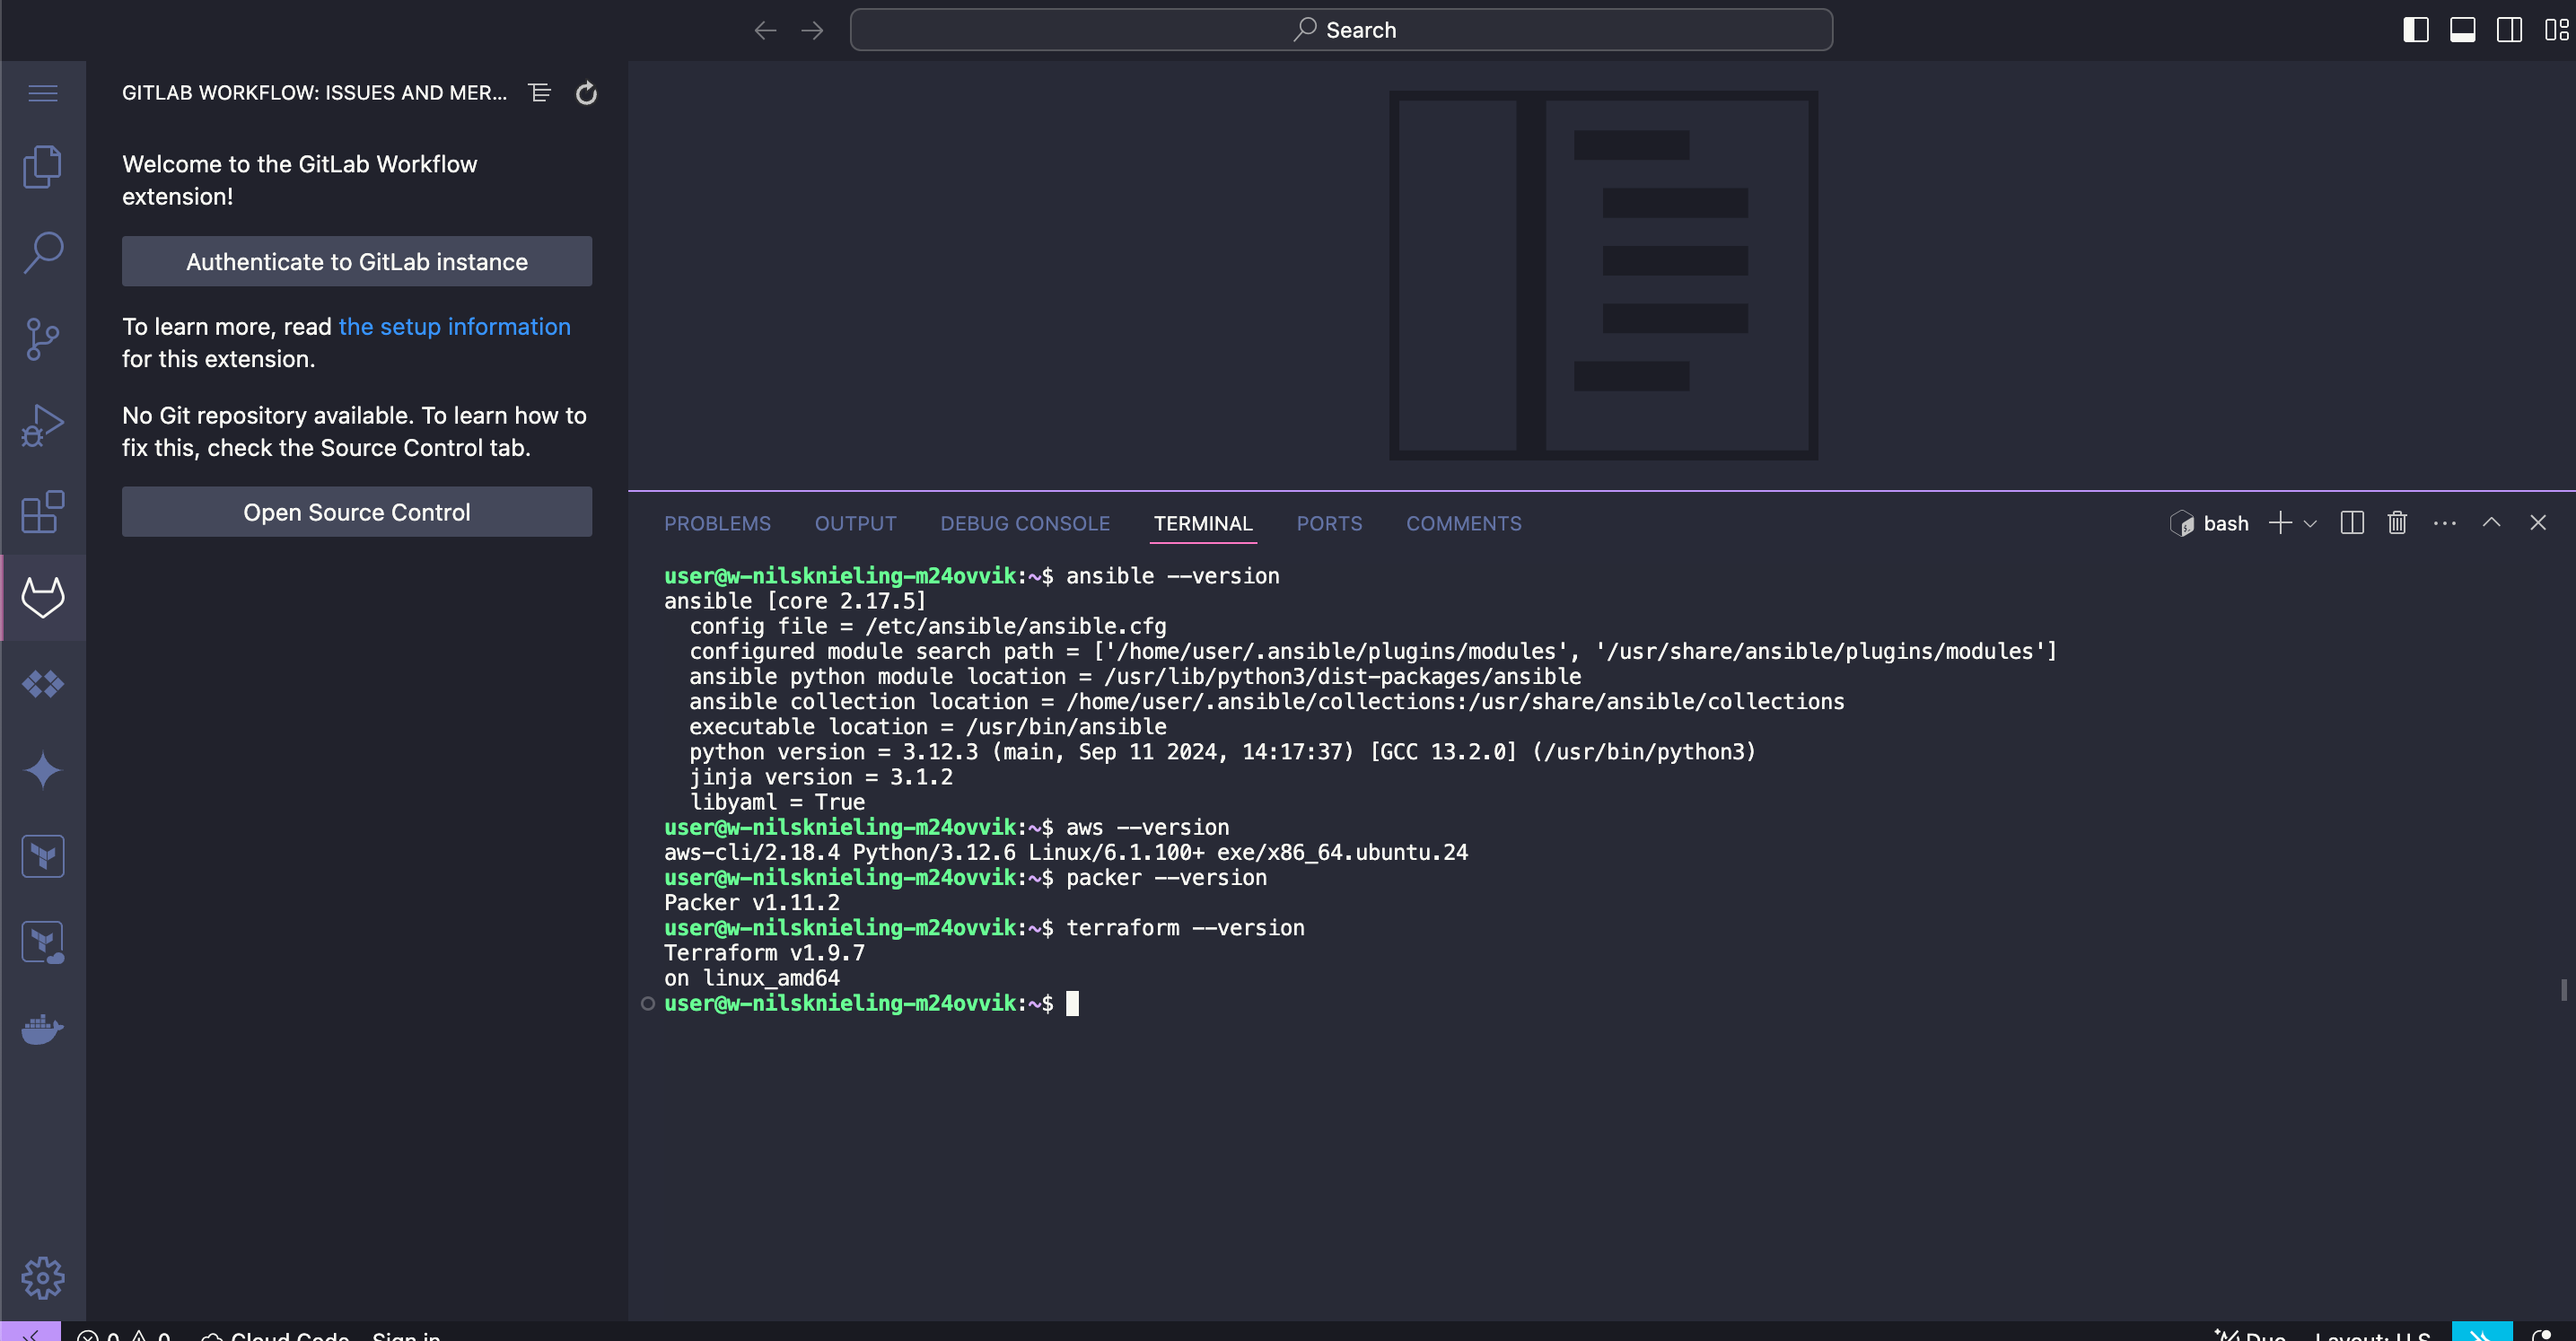 Search
GITLAB WORKFLOW: ISSUES AND MER...
Welcome to the GitLab Workflow
extension!
Authenticate to GitLab instance
To learn more, read the setup information
for this extension.
No Git repository available. To learn how to
fix this, check the Source Control tab.
Open Source Control
PROBLEMS OUTPUT DEBUG CONSOLE TERMINAL PORTS COMMENTS bash
user@w-nilsknieling-m24ovvik:~$ ansible --version
ansible [core 2.17.5]
config file = /etc/ansible/ansible.cfg
configured module search path = ['/home/user/.ansible/plugins/modules', '/usr/share/ansible/plugins/modules']
ansible python module location = /usr/lib/python3/dist-packages/ansible
ansible collection location = /home/user/.ansible/collections:/usr/share/ansible/collections
executable location = /usr/bin/ansible
python version = 3.12.3 (main, Sep 11 2024, 14:17:37) [GCC 13.2.0] (/usr/bin/python3)
jinja version = 3.1.2
libyaml = True
user@w-nilsknieling-m24ovvik:~$ aws --version
aws-cli/2.18.4 Python/3.12.6 Linux/6.1.100+ exe/x86_64.ubuntu.24
user@w-nilsknieling-m24ovvik:~$ packer --version
Packer v1.11.2
user@w-nilsknieling-m24ovvik:~$ terraform --version
Terraform v1.9.7
on linux_amd64
user@w-nilsknieling-m24ovvik:~$
0 0 Cloud Code Sign in Duo Layout: U.S.